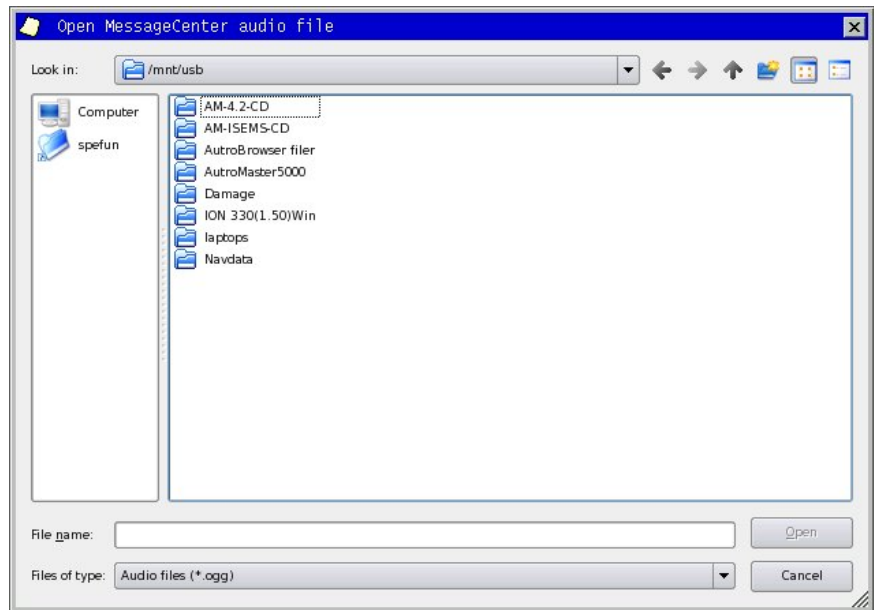 Open MessageCenter audio file
Look in: /mnt/usb
Computer
spefun
AM-4.2-CD
AM-ISEMS-CD
AutroBrowser filer
AutroMaster5000
Damage
ION 330(1.50)Win
laptops
Navdata
File name: Open
Files of type: Audio files (*.ogg) Cancel